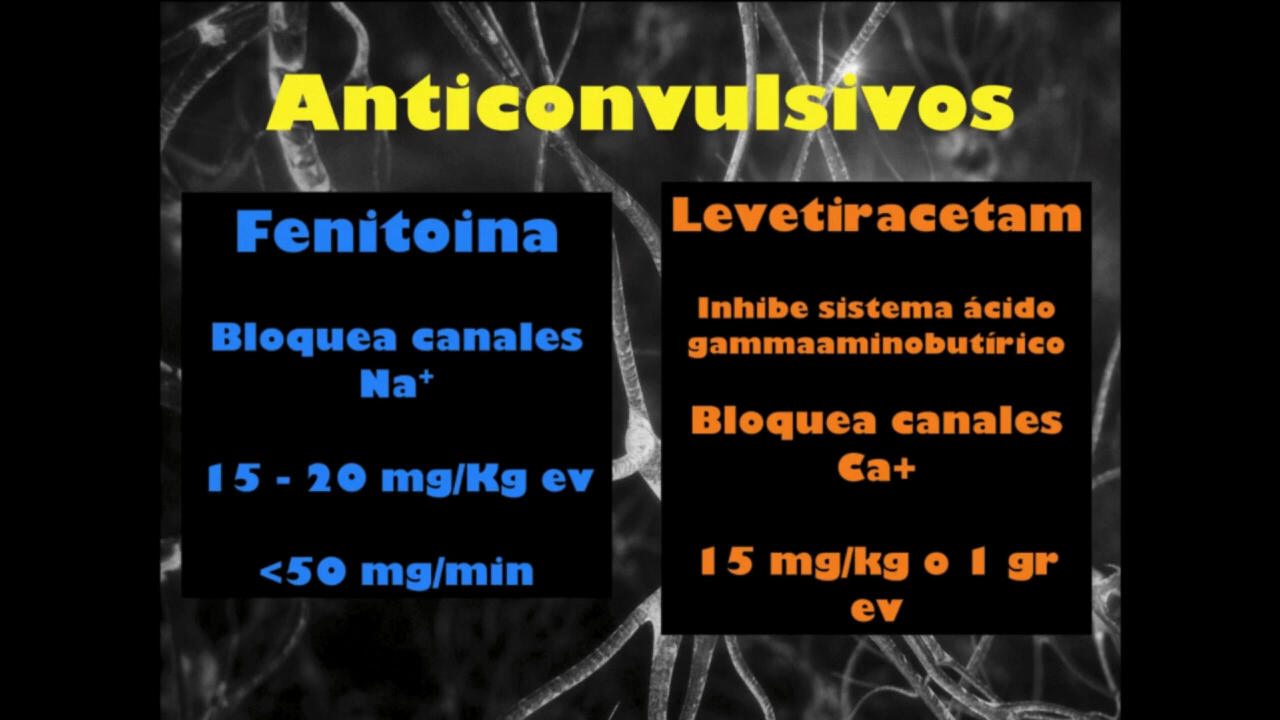 Anticonvulsivos
Fenitoina
Bloquea canales
Na⁺
15 - 20 mg/Kg ev
<50 mg/min
Levetiracetam
Inhibe sistema ácido
gammaaminobutírico
Bloquea canales
Ca+
15 mg/kg o 1 gr
ev